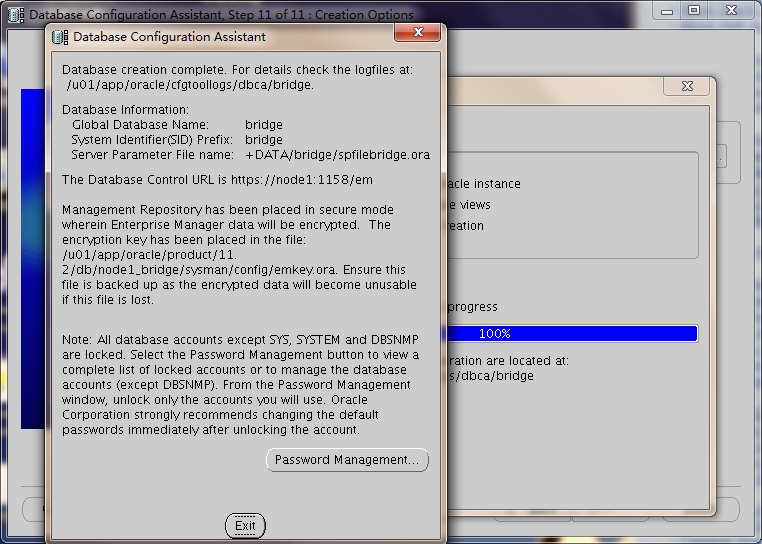 Database Configuration Assistant, Step 11 of 11 : Creation Options
Database Configuration Assistant
Database creation complete. For details check the logfiles at:
/u01/app/oracle/cfgtoollogs/dbca/bridge.
Database Information:
Global Database Name: bridge
System Identifier(SID) Prefix: bridge
Server Parameter File name: +DATA/bridge/spfilebridge.ora
The Database Control URL is https://node1:1158/em
Management Repository has been placed in secure mode
wherein Enterprise Manager data will be encrypted. The
encryption key has been placed in the file:
/u01/app/oracle/product/11.
2/db/node1_bridge/sysman/config/emkey.ora. Ensure this
file is backed up as the encrypted data will become unusable
if this file is lost.
Note: All database accounts except SYS, SYSTEM and DBSNMP
are locked. Select the Password Management button to view a
complete list of locked accounts or to manage the database
accounts (except DBSNMP). From the Password Management
window, unlock only the accounts you will use. Oracle
Corporation strongly recommends changing the default
passwords immediately after unlocking the account.
Password Management...
Exit
acle instance
e views
eation
progress
100%
ration are located at:
s/dbca/bridge